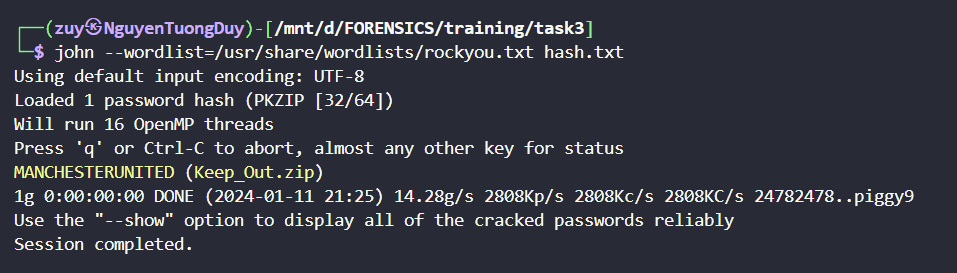 ┌──(zuy㉿NguyenTuongDuy)-[/mnt/d/FORENSICS/training/task3]
└─$ john --wordlist=/usr/share/wordlists/rockyou.txt hash.txt
Using default input encoding: UTF-8
Loaded 1 password hash (PKZIP [32/64])
Will run 16 OpenMP threads
Press 'q' or Ctrl-C to abort, almost any other key for status
MANCHESTERUNITED (Keep_Out.zip)
1g 0:00:00:00 DONE (2024-01-11 21:25) 14.28g/s 2808Kp/s 2808Kc/s 2808KC/s 24782478..piggy9
Use the "--show" option to display all of the cracked passwords reliably
Session completed.